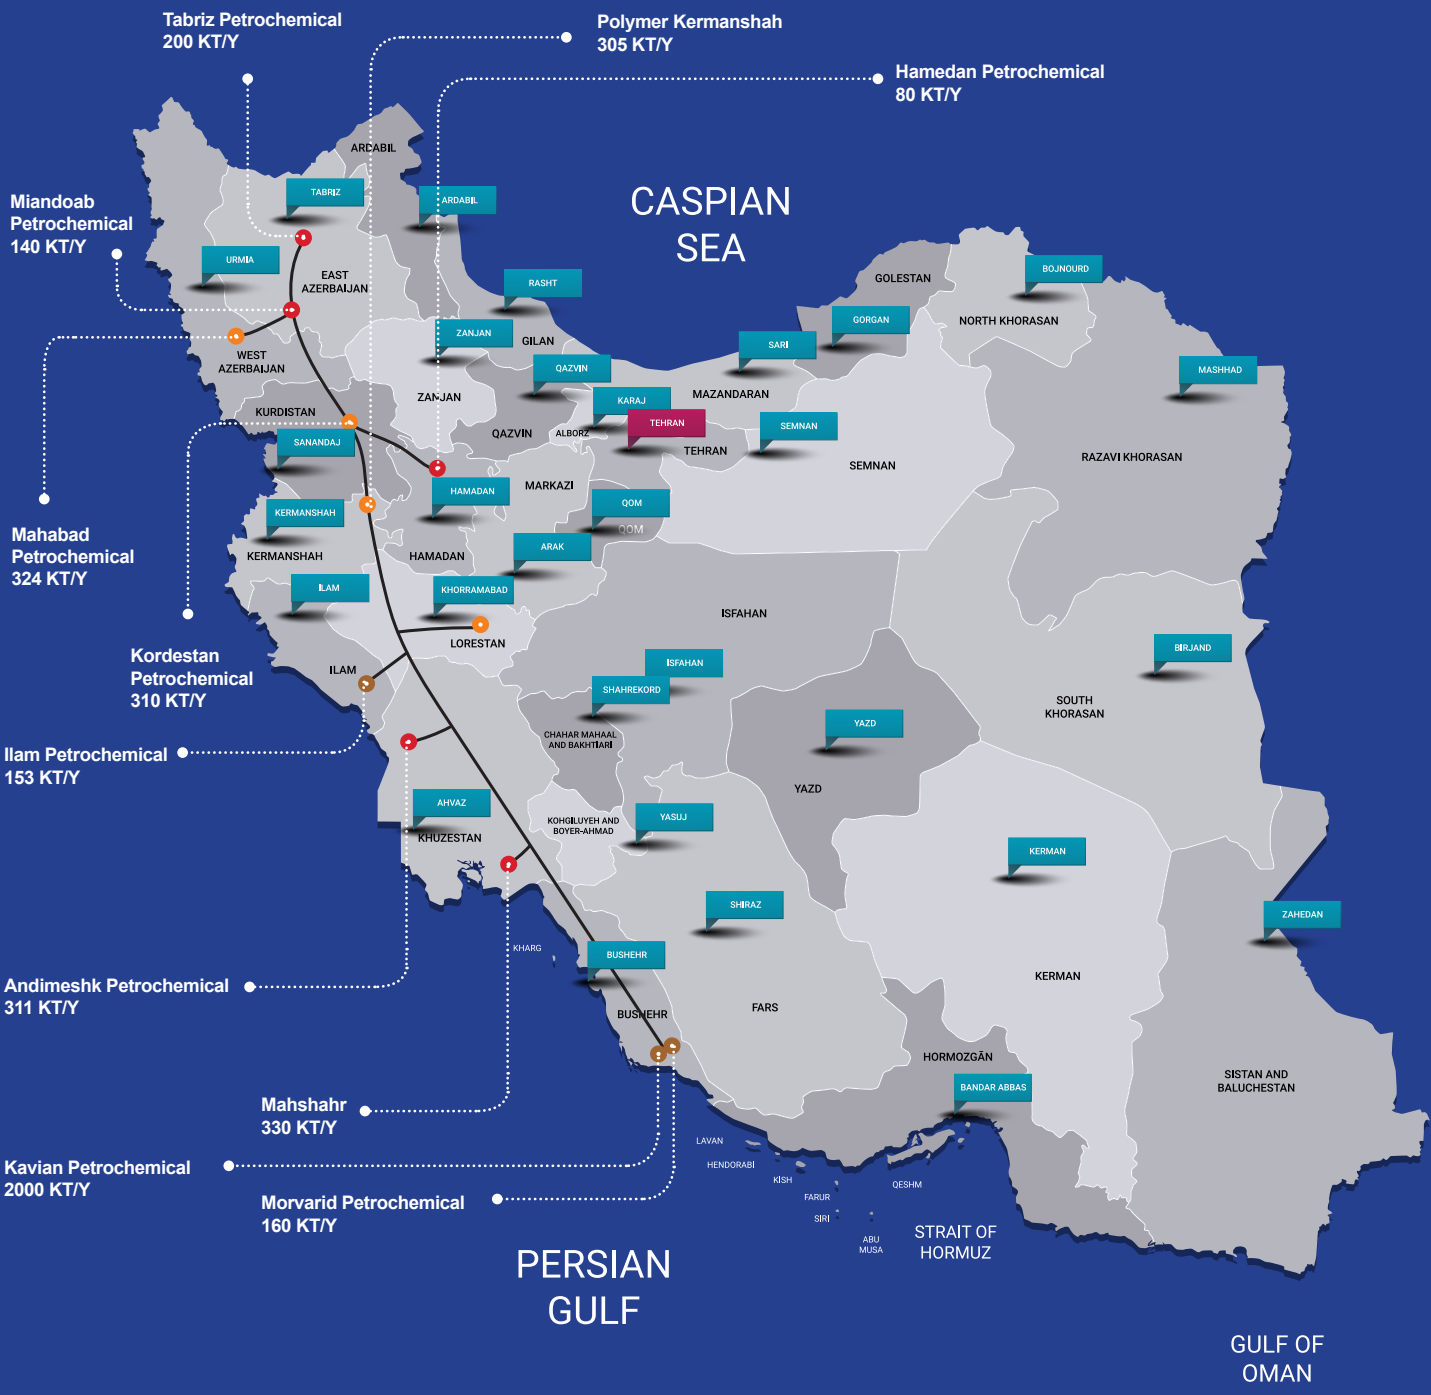 Tabriz Petrochemical
200 KT/Y
Polymer Kermanshah
305 KT/Y
Hamedan Petrochemical
80 KT/Y
Miandoab
Petrochemical
140 KT/Y
Mahabad
Petrochemical
324 KT/Y
Kordestan
Petrochemical
310 KT/Y
Ilam Petrochemical
153 KT/Y
Andimeshk Petrochemical
311 KT/Y
Mahshahr
330 KT/Y
Kavian Petrochemical
2000 KT/Y
Morvarid Petrochemical
160 KT/Y
CASPIAN
SEA
ARDABIL
TABRIZ
ARDABIL
URMIA
EAST
AZERBAIJAN
RASHT
GOLESTAN
BOJNOURD
GORGAN
NORTH KHORASAN
ZANJAN
GILAN
SARI
WEST
AZERBAIJAN
QAZVIN
MASHHAD
ZANJAN
KARAJ
MAZANDARAN
KURDISTAN
TEHRAN
SEMNAN
QAZVIN
ALBORZ
SANANDAJ
TEHRAN
RAZAVI KHORASAN
SEMNAN
MARKAZI
HAMADAN
QOM
KERMANSHAH
QOM
KERMANSHAH
HAMADAN
ARAK
ILAM
KHORRAMABAD
ISFAHAN
LORESTAN
BIRJAND
ILAM
ISFAHAN
SHAHREKORD
SOUTH
KHORASAN
YAZD
CHAHAR MAHAAL
AND BAKHTIARI
YAZD
AHVAZ
KHUZESTAN
KOHGILUYEH AND
BOYER-AHMAD
YASUJ
KERMAN
SHIRAZ
ZAHEDAN
KHARG
BUSHEHR
KERMAN
FARS
BUSHEHR
HORMOZGĀN
BANDAR ABBAS
SISTAN AND
BALUCHESTAN
LAVAN
HENDORABI
KISH
FARUR
SIRI
QESHM
ABU
MUSA
STRAIT OF
HORMUZ
PERSIAN
GULF
GULF OF
OMAN